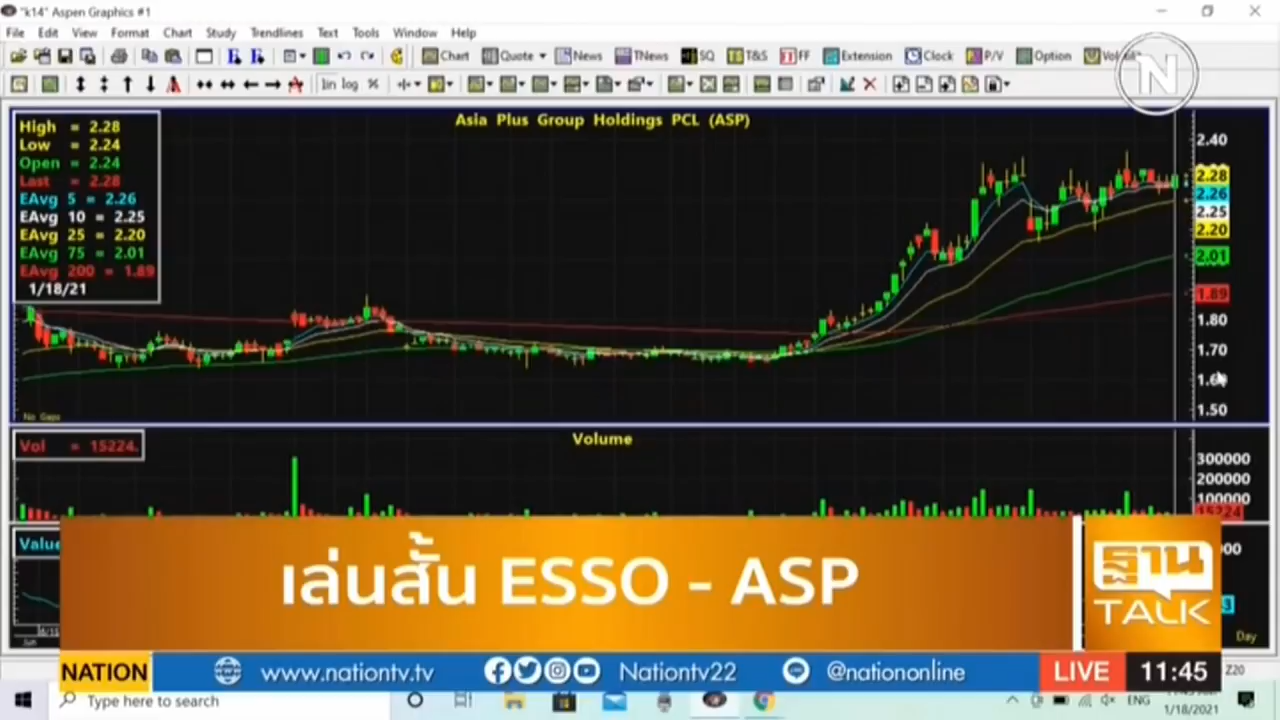 "k14" Aspen Graphics #1
File Edit View Format Chart Study Trendlines Text Tools Window Help
Chart Quote News TNews SQ T&S FF Extension Clock P/V Option
lin log %
N
Asia Plus Group Holdings PCL (ASP)
High = 2.28
Low = 2.24
Open = 2.24
Last = 2.28
EAvg 5 = 2.26
EAvg 10 = 2.25
EAvg 25 = 2.20
EAvg 75 = 2.01
EAvg 200 = 1.89
1/18/21
2.40
2.28
2.26
2.25
2.20
2.01
1.89
1.80
1.70
1.60
1.50
No Gaps
Vol = 15224.
Volume
300000
200000
100000
15224
Value
เล่นสั้น ESSO - ASP
ฐาน
TALK
Day
NATION www.nationtv.tv Nationtv22 @nationonline LIVE 11:45
Type here to search
ENG
1/18/2021